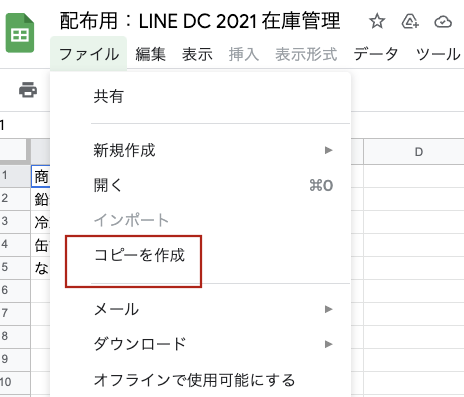 配布用：LINE DC 2021 在庫管理
ファイル 編集 表示 挿入 表示形式 データ ツール
共有
1
D
新規作成
1 商
開く ⌘O
2 鉛
インポート
3 冷
4 缶
コピーを作成
5 な
6
メール
7
8
ダウンロード
9
オフラインで使用可能にする
10